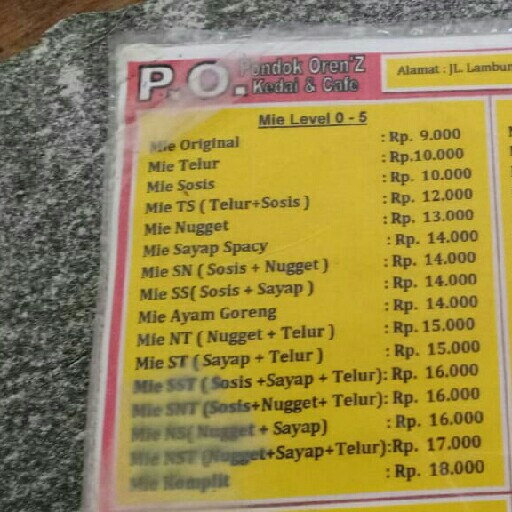 P.O. Pondok Oren'Z
Kedai & Cafe
Alamat : JL. Lambun
Mie Level 0 - 5
Mie Original : Rp. 9.000
Mie Telur : Rp.10.000
Mie Sosis : Rp. 10.000
Mie TS ( Telur+Sosis ) : Rp. 12.000
Mie Nugget : Rp. 13.000
Mie Sayap Spacy : Rp. 14.000
Mie SN ( Sosis + Nugget ) : Rp. 14.000
Mie SS( Sosis + Sayap ) : Rp. 14.000
Mie Ayam Goreng : Rp. 14.000
Mie NT ( Nugget + Telur ) : Rp.15.000
Mie ST ( Sayap + Telur ) : Rp. 15.000
Mie SST ( Sosis +Sayap + Telur): Rp. 16.000
Mie SNT (Sosis+Nugget+ Telur): Rp. 16.000
Mie NS( Nugget + Sayap) : Rp. 16.000
Mie NST (Nugget+Sayap+Telur):Rp. 17.000
Mie Komplit : Rp. 18.000